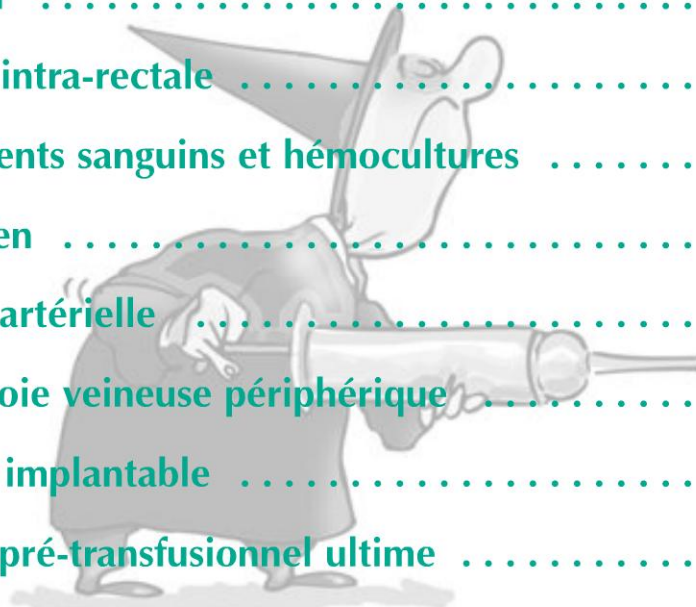 intra-rectale . . . . . . . . . . . . . . . . . . . . .
ents sanguins et hémocultures . . . . . . .
en . . . . . . . . . . . . . . . . . . . . . . . . . . . . .
artérielle . . . . . . . . . . . . . . . . . . . . . . .
oie veineuse périphérique . . . . . . . . . .
implantable . . . . . . . . . . . . . . . . . . . . .
pré-transfusionnel ultime . . . . . . . . . . .